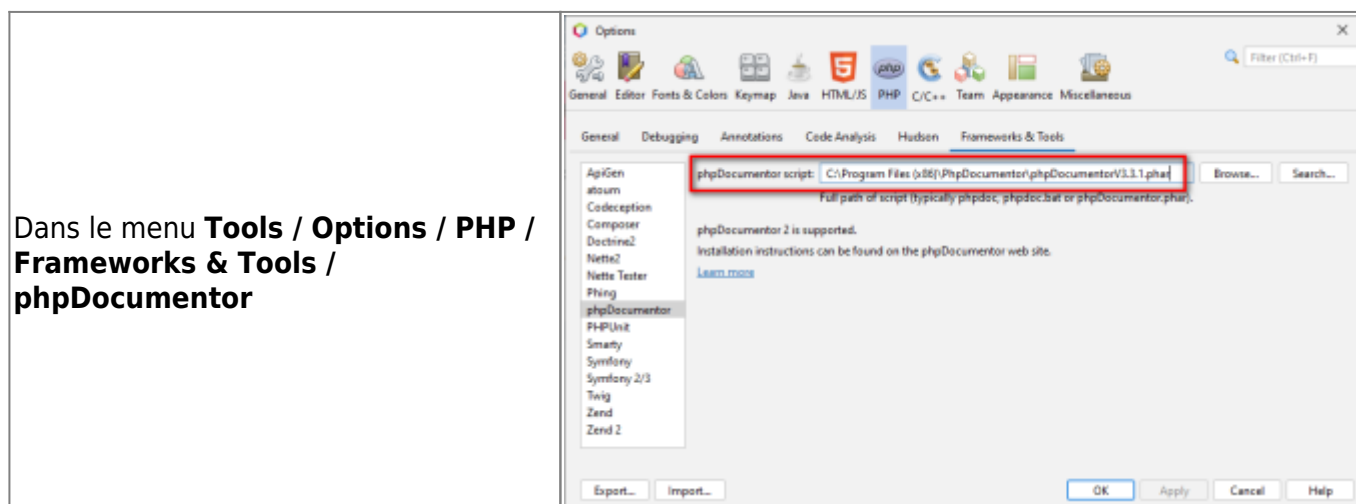 Dans le menu Tools / Options / PHP /
Frameworks & Tools /
phpDocumentor
Options
Filter (Ctrl+F)
General Editor Fonts & Colors Keymap Java HTML/JS PHP C/C++ Team Appearance Miscellaneous
General Debugging Annotations Code Analysis Hudson Frameworks & Tools
ApiGen
atoum
Codeception
Composer
Doctrine2
Nette2
Nette Tester
Phing
phpDocumentor
PHPUnit
Smarty
Symfony
Symfony 2/3
Twig
Zend
Zend 2
phpDocumentor script: C:\Program Files (x86)\PhpDocumentor\phpDocumentorV3.3.1.phar Browse... Search...
Full path of script (typically phpdoc, phpdoc.bat or phpDocumentor.phar).
phpDocumentor 2 is supported.
Installation instructions can be found on the phpDocumentor web site.
Learn more
Export... Import... OK Apply Cancel Help